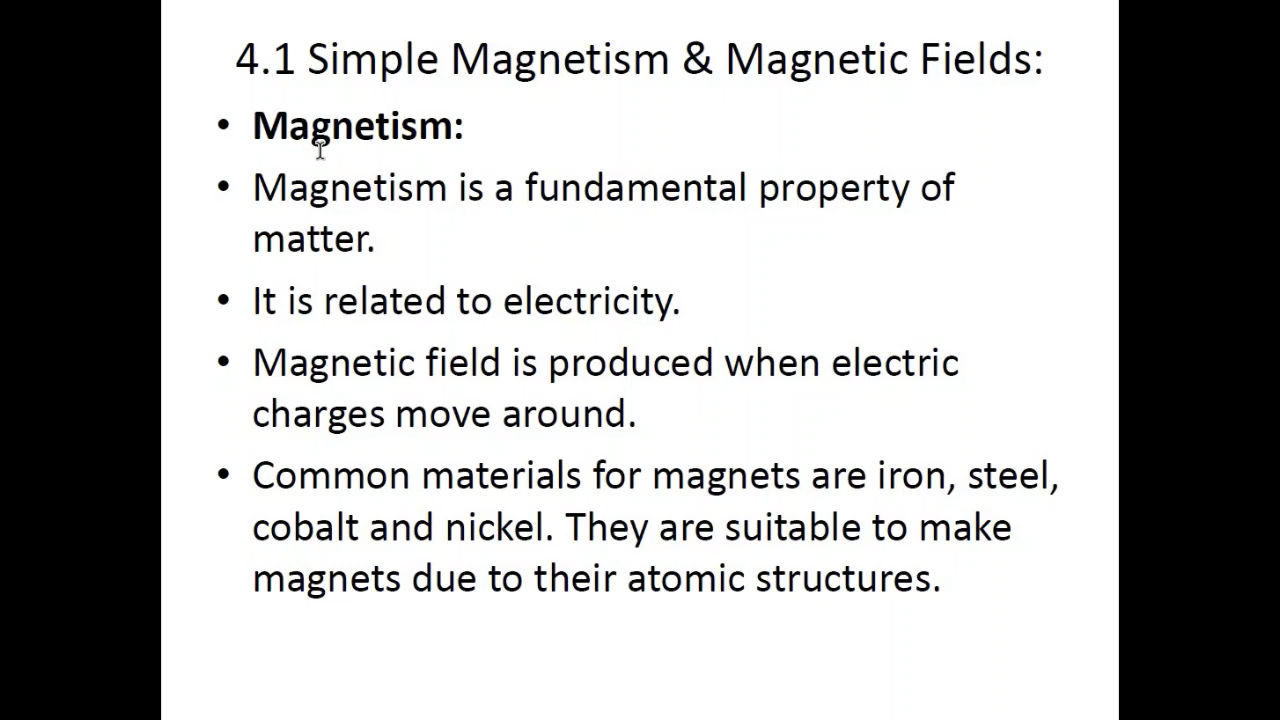 4.1 Simple Magnetism & Magnetic Fields:
• Magnetism:
• Magnetism is a fundamental property of
matter.
• It is related to electricity.
• Magnetic field is produced when electric
charges move around.
• Common materials for magnets are iron, steel,
cobalt and nickel. They are suitable to make
magnets due to their atomic structures.